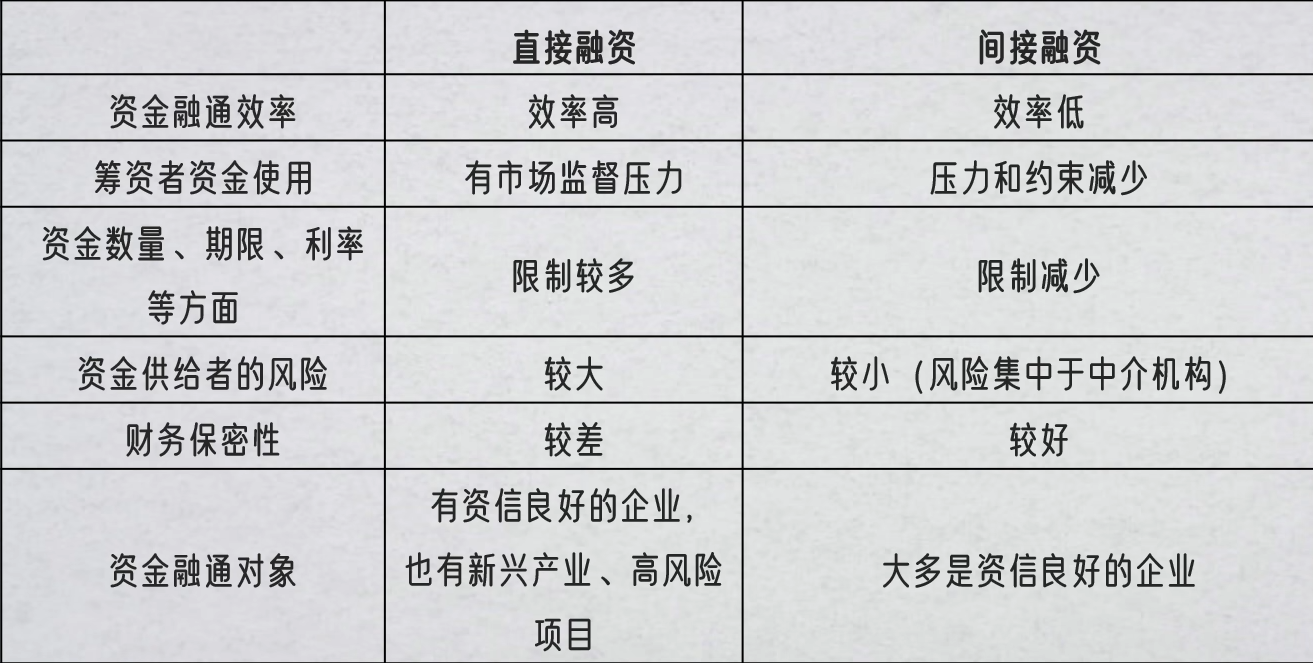 直接融资 间接融资
资金融通效率 效率高 效率低
筹资者资金使用 有市场监督压力 压力和约束减少
资金数量、期限、利率
等方面 限制较多 限制减少
资金供给者的风险 较大 较小（风险集中于中介机构）
财务保密性 较差 较好
资金融通对象 有资信良好的企业，
也有新兴产业、高风险
项目 大多是资信良好的企业